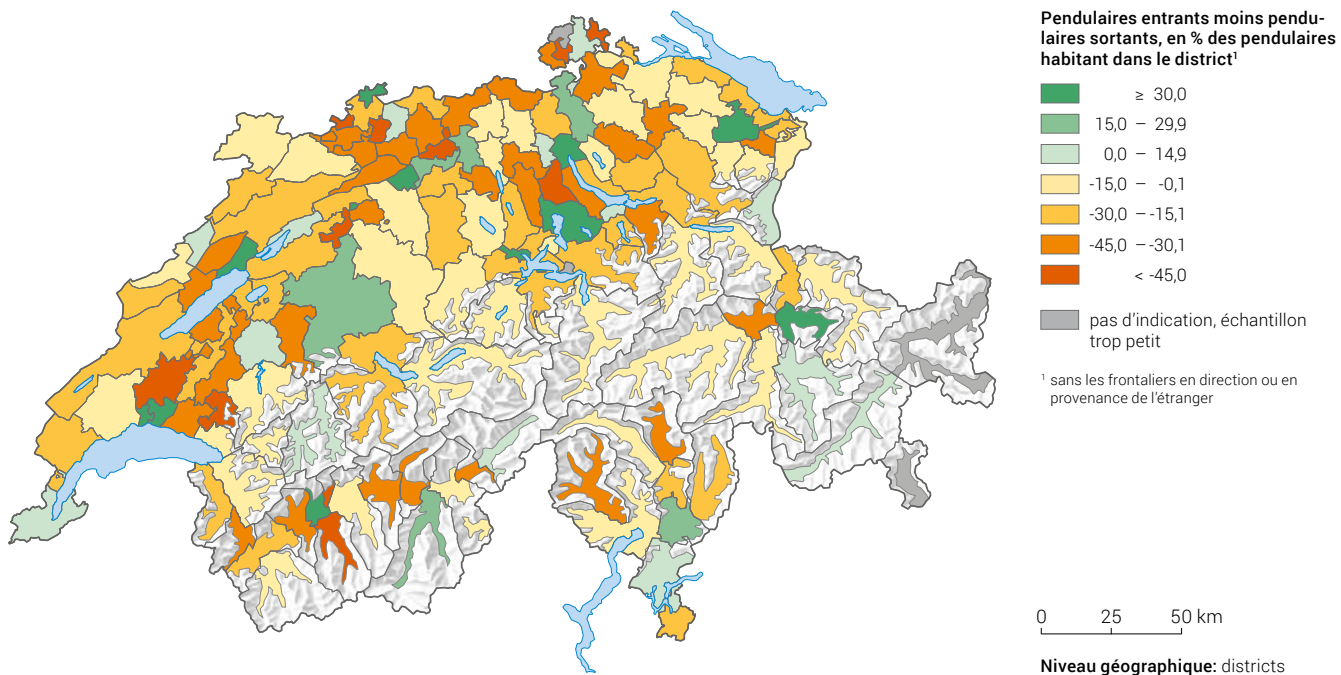 Pendulaires entrants moins pendu-
laires sortants, en % des pendulaires
habitant dans le district¹
≥ 30,0
15,0 – 29,9
0,0 – 14,9
-15,0 – -0,1
-30,0 – -15,1
-45,0 – -30,1
< -45,0
pas d'indication, échantillon
trop petit
¹ sans les frontaliers en direction ou en
provenance de l'étranger
0 25 50 km
Niveau géographique: districts